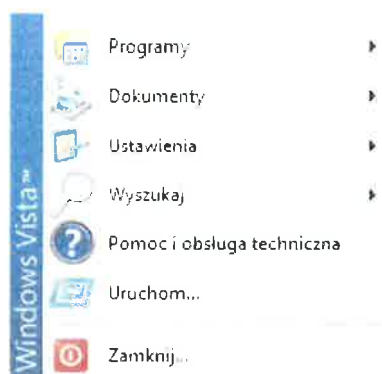 Programy
Dokumenty
Ustawienia
Wyszukaj
Pomoc i obsługa techniczna
Uruchom...
Zamknij...
Windows Vista™